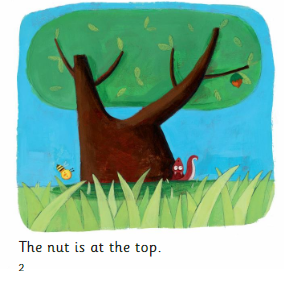 The nut is at the top.
2